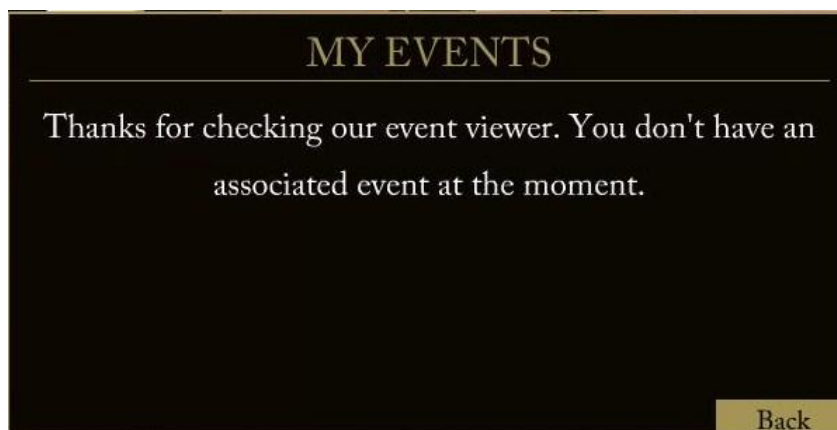 MY EVENTS
Thanks for checking our event viewer. You don't have an
associated event at the moment.
Back